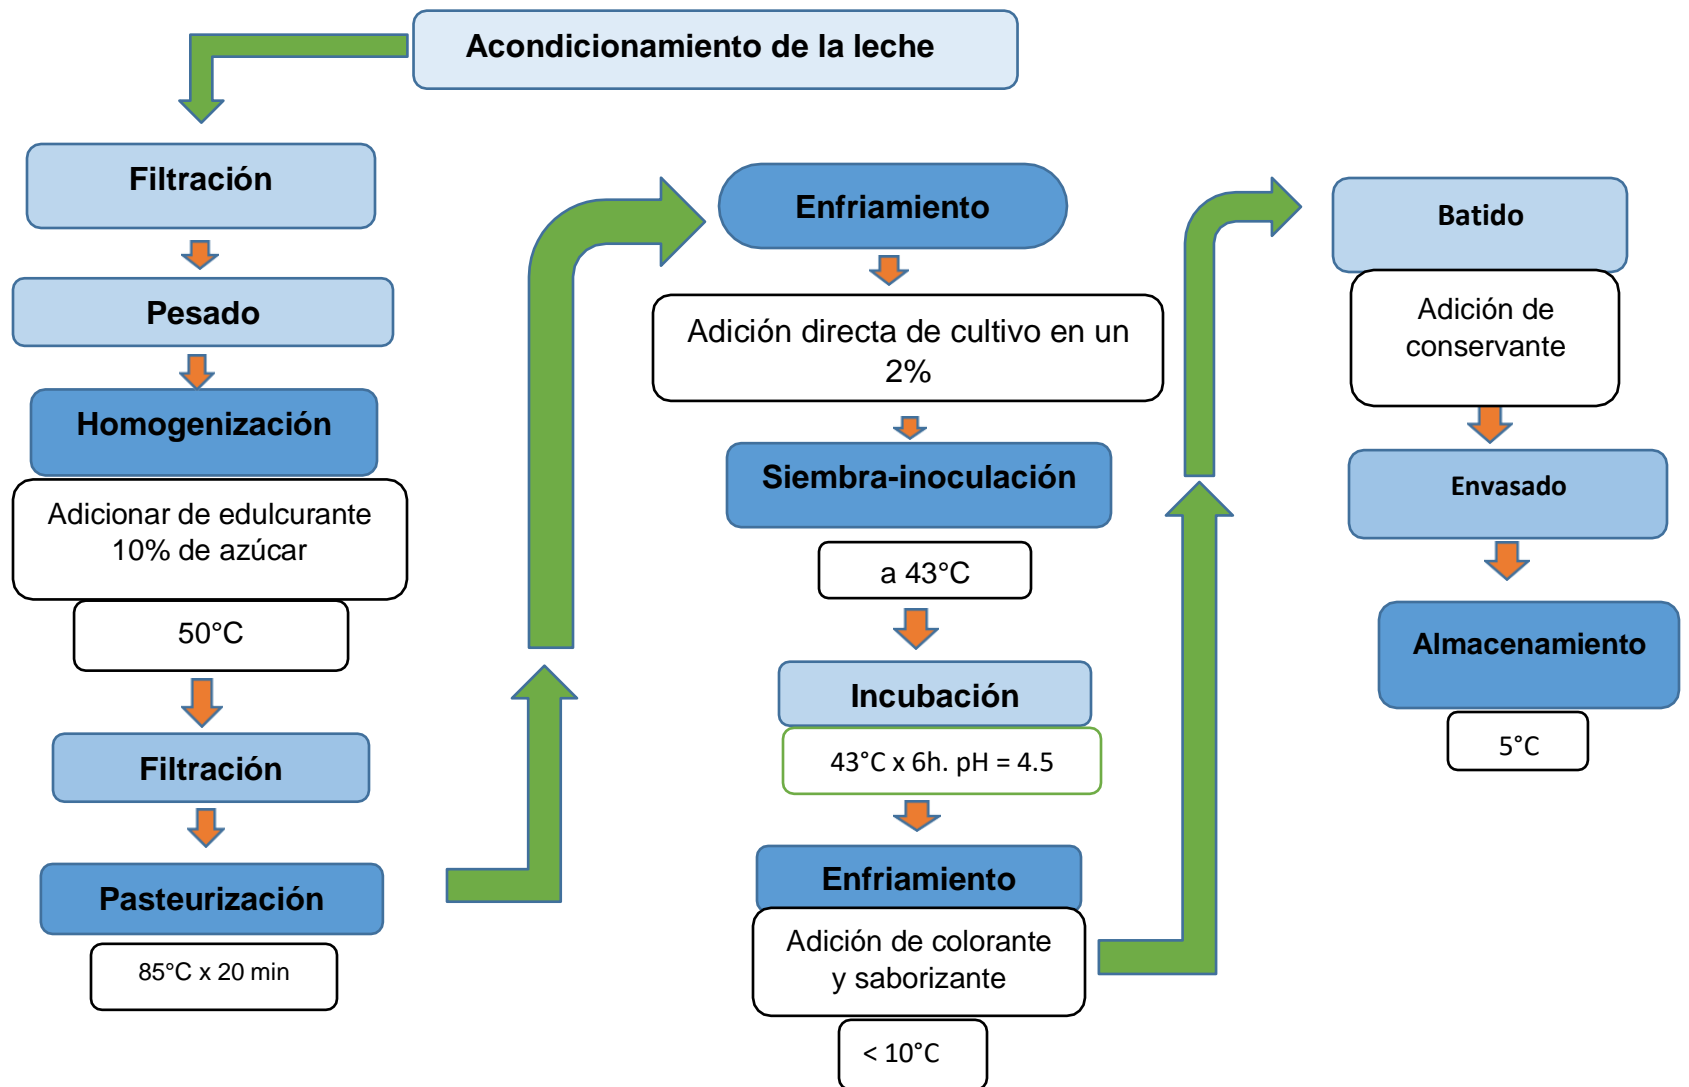 Acondicionamiento de la leche
Filtración
Pesado
Homogenización
Adicionar de edulcurante
10% de azúcar
50°C
Filtración
Pasteurización
85°C x 20 min
Enfriamiento
Adición directa de cultivo en un
2%
Siembra-inoculación
a 43°C
Incubación
43°C x 6h. pH = 4.5
Enfriamiento
Adición de colorante
y saborizante
< 10°C
Batido
Adición de
conservante
Envasado
Almacenamiento
5°C